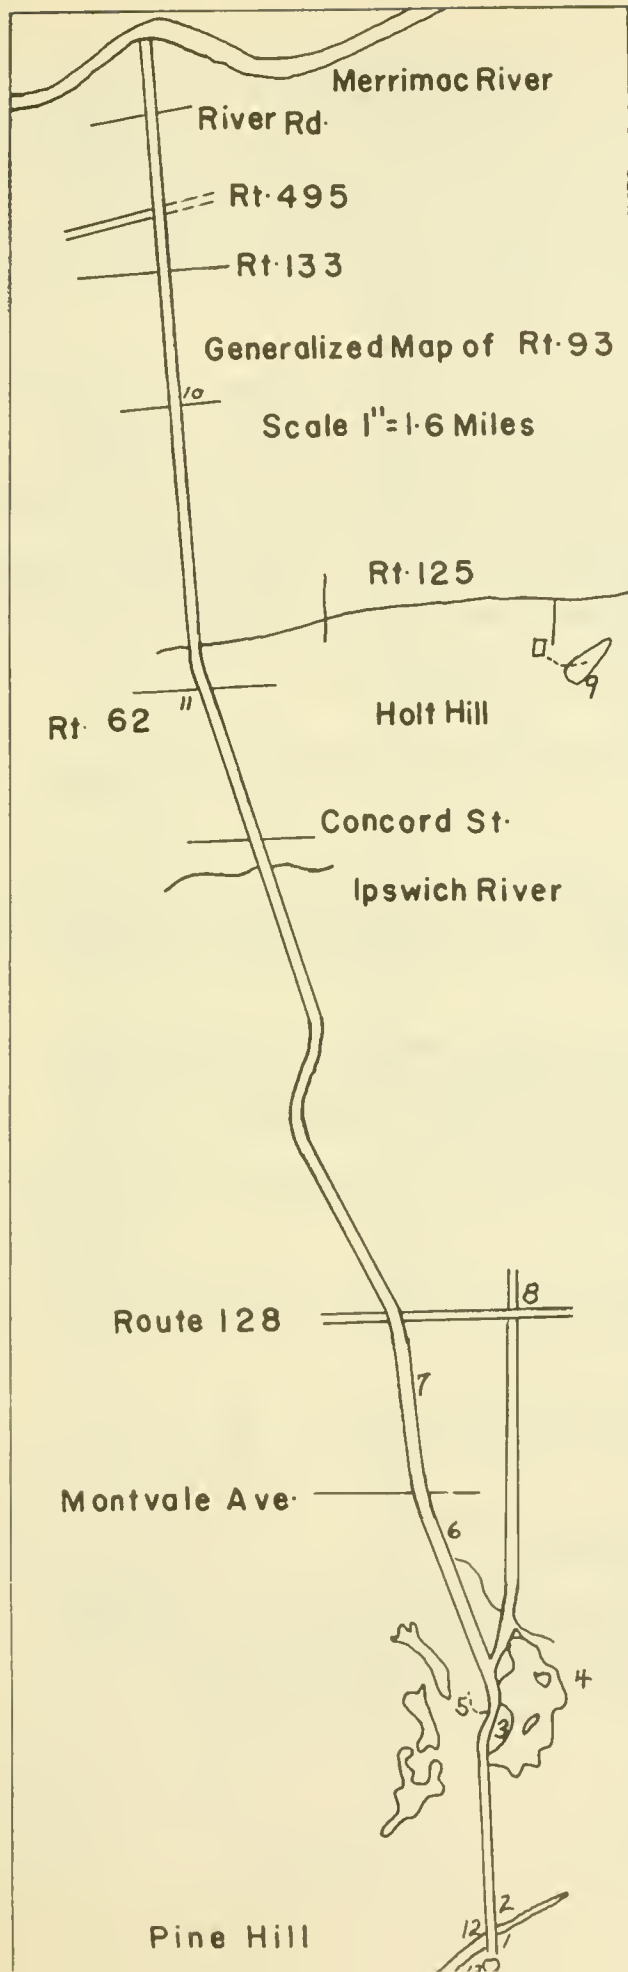 Merrimac River
River Rd.
Rt. 495
Rt. 133
Generalized Map of Rt. 93
10
Scale 1"=1.6 Miles
Rt. 125
9
11
Rt. 62
Holt Hill
Concord St.
Ipswich River
8
Route 128
7
Montvale Ave.
6
4
5
3
2
12
1
Pine Hill